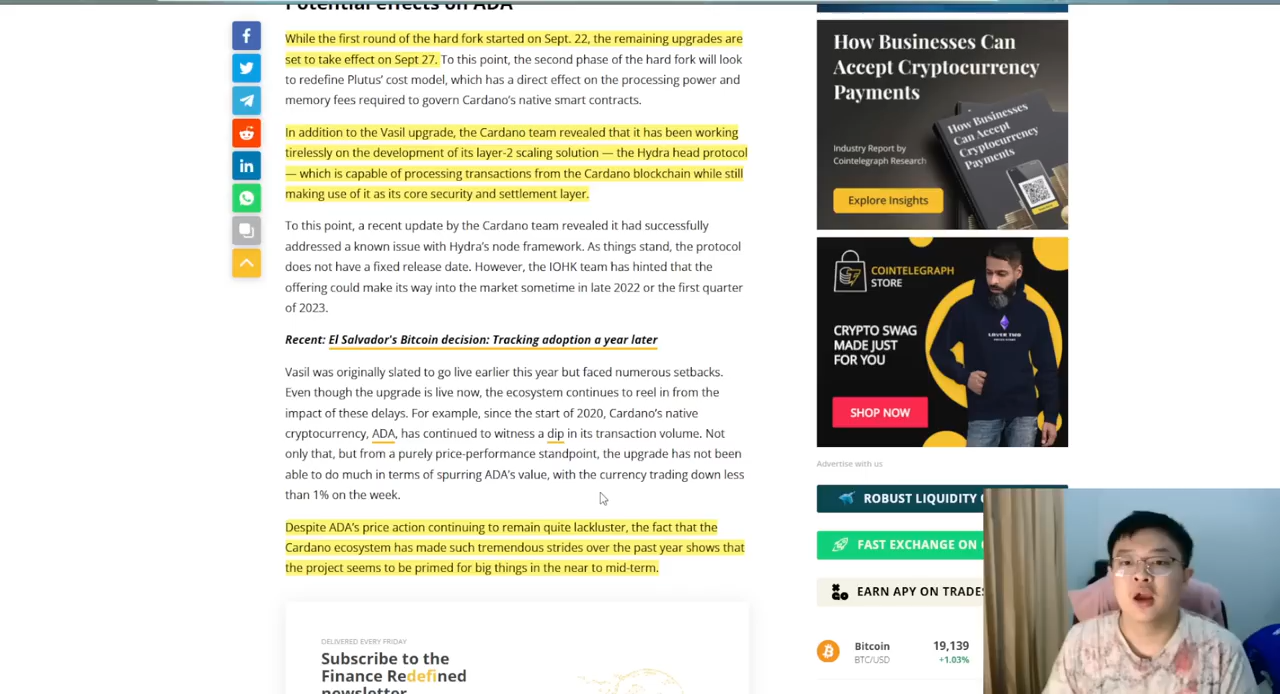 Potential effects on ADA
While the first round of the hard fork started on Sept. 22, the remaining upgrades are
set to take effect on Sept 27. To this point, the second phase of the hard fork will look
to redefine Plutus' cost model, which has a direct effect on the processing power and
memory fees required to govern Cardano's native smart contracts.
In addition to the Vasil upgrade, the Cardano team revealed that it has been working
tirelessly on the development of its layer-2 scaling solution — the Hydra head protocol
— which is capable of processing transactions from the Cardano blockchain while still
making use of it as its core security and settlement layer.
To this point, a recent update by the Cardano team revealed it had successfully
addressed a known issue with Hydra's node framework. As things stand, the protocol
does not have a fixed release date. However, the IOHK team has hinted that the
offering could make its way into the market sometime in late 2022 or the first quarter
of 2023.
Recent: El Salvador's Bitcoin decision: Tracking adoption a year later
Vasil was originally slated to go live earlier this year but faced numerous setbacks.
Even though the upgrade is live now, the ecosystem continues to reel in from the
impact of these delays. For example, since the start of 2020, Cardano's native
cryptocurrency, ADA, has continued to witness a dip in its transaction volume. Not
only that, but from a purely price-performance standpoint, the upgrade has not been
able to do much in terms of spurring ADA's value, with the currency trading down less
than 1% on the week.
Despite ADA's price action continuing to remain quite lackluster, the fact that the
Cardano ecosystem has made such tremendous strides over the past year shows that
the project seems to be primed for big things in the near to mid-term.
DELIVERED EVERY FRIDAY
Subscribe to the
Finance Redefined
newsletter
How Businesses Can
Accept Cryptocurrency
Payments
Industry Report by
Cointelegraph Research
Explore Insights
How Businesses
Can Accept
Cryptocurrency
Payments
COINTELEGRAPH
STORE
CRYPTO SWAG
MADE JUST
FOR YOU
SHOP NOW
Advertise with us
ROBUST LIQUIDITY
FAST EXCHANGE ON
EARN APY ON TRADES
Bitcoin 19,139
BTC/USD +1.03%